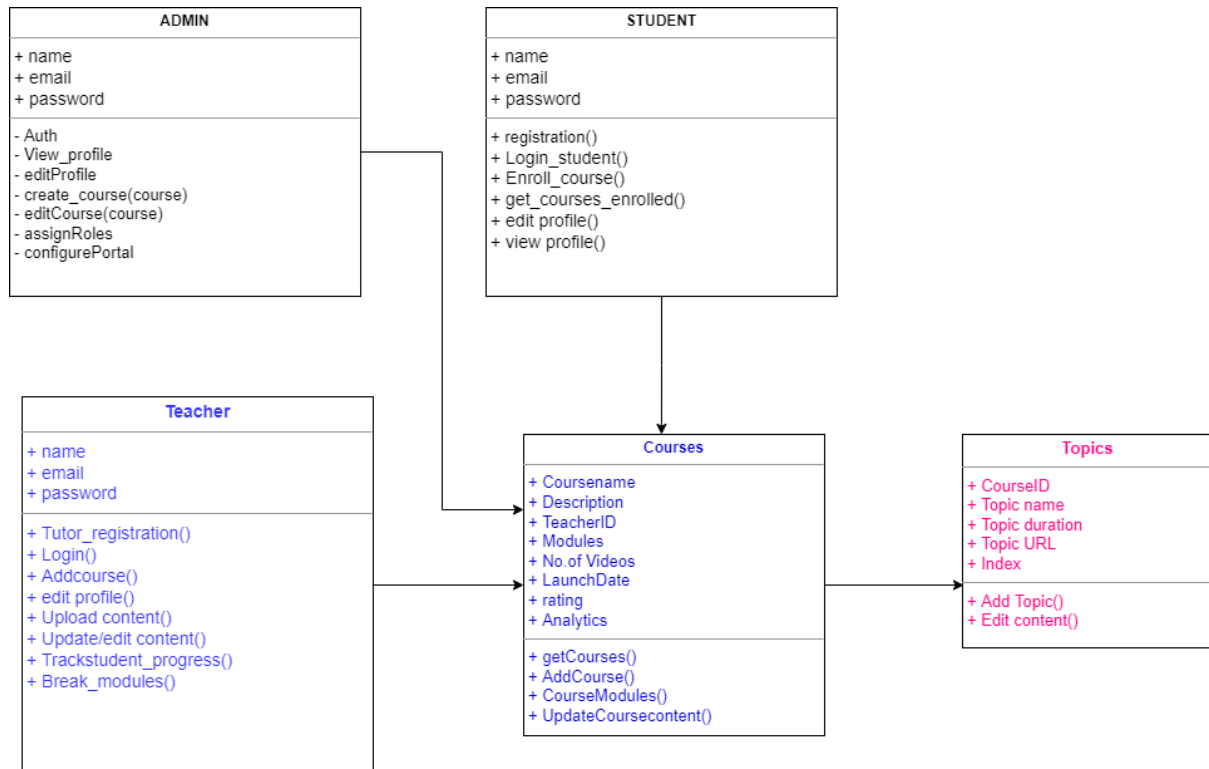 ADMIN
+ name
+ email
+ password
- Auth
- View_profile
- editProfile
- create_course(course)
- editCourse(course)
- assignRoles
- configurePortal
STUDENT
+ name
+ email
+ password
+ registration()
+ Login_student()
+ Enroll_course()
+ get_courses_enrolled()
+ edit profile()
+ view profile()
Teacher
+ name
+ email
+ password
+ Tutor_registration()
+ Login()
+ Addcourse()
+ edit profile()
+ Upload content()
+ Update/edit content()
+ Trackstudent_progress()
+ Break_modules()
Courses
+ Coursename
+ Description
+ TeacherID
+ Modules
+ No.of Videos
+ LaunchDate
+ rating
+ Analytics
+ getCourses()
+ AddCourse()
+ CourseModules()
+ UpdateCoursecontent()
Topics
+ CourseID
+ Topic name
+ Topic duration
+ Topic URL
+ Index
+ Add Topic()
+ Edit content()